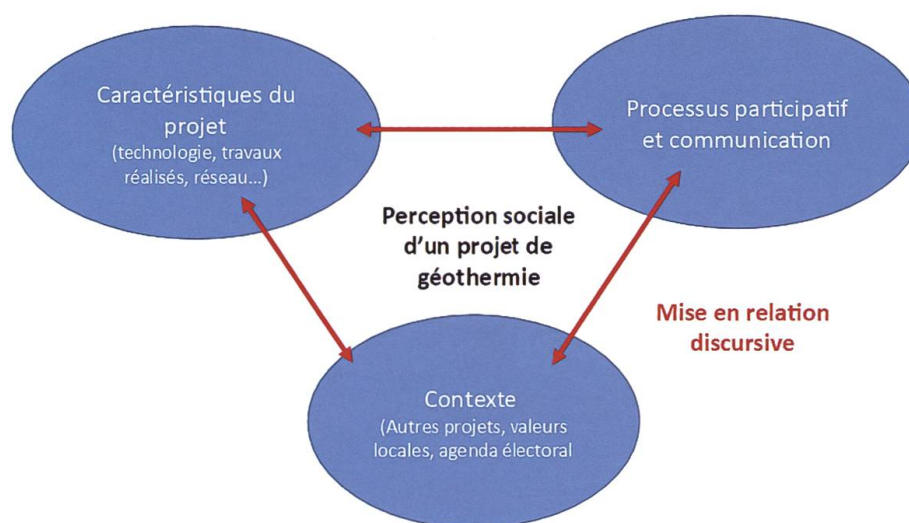 Caractéristiques du
projet
(technologie, travaux
réalisés, réseau...)
Processus participatif
et communication
Perception sociale
d'un projet de
géothermie
Mise en relation
discursive
Contexte
(Autres projets, valeurs
locales, agenda électoral